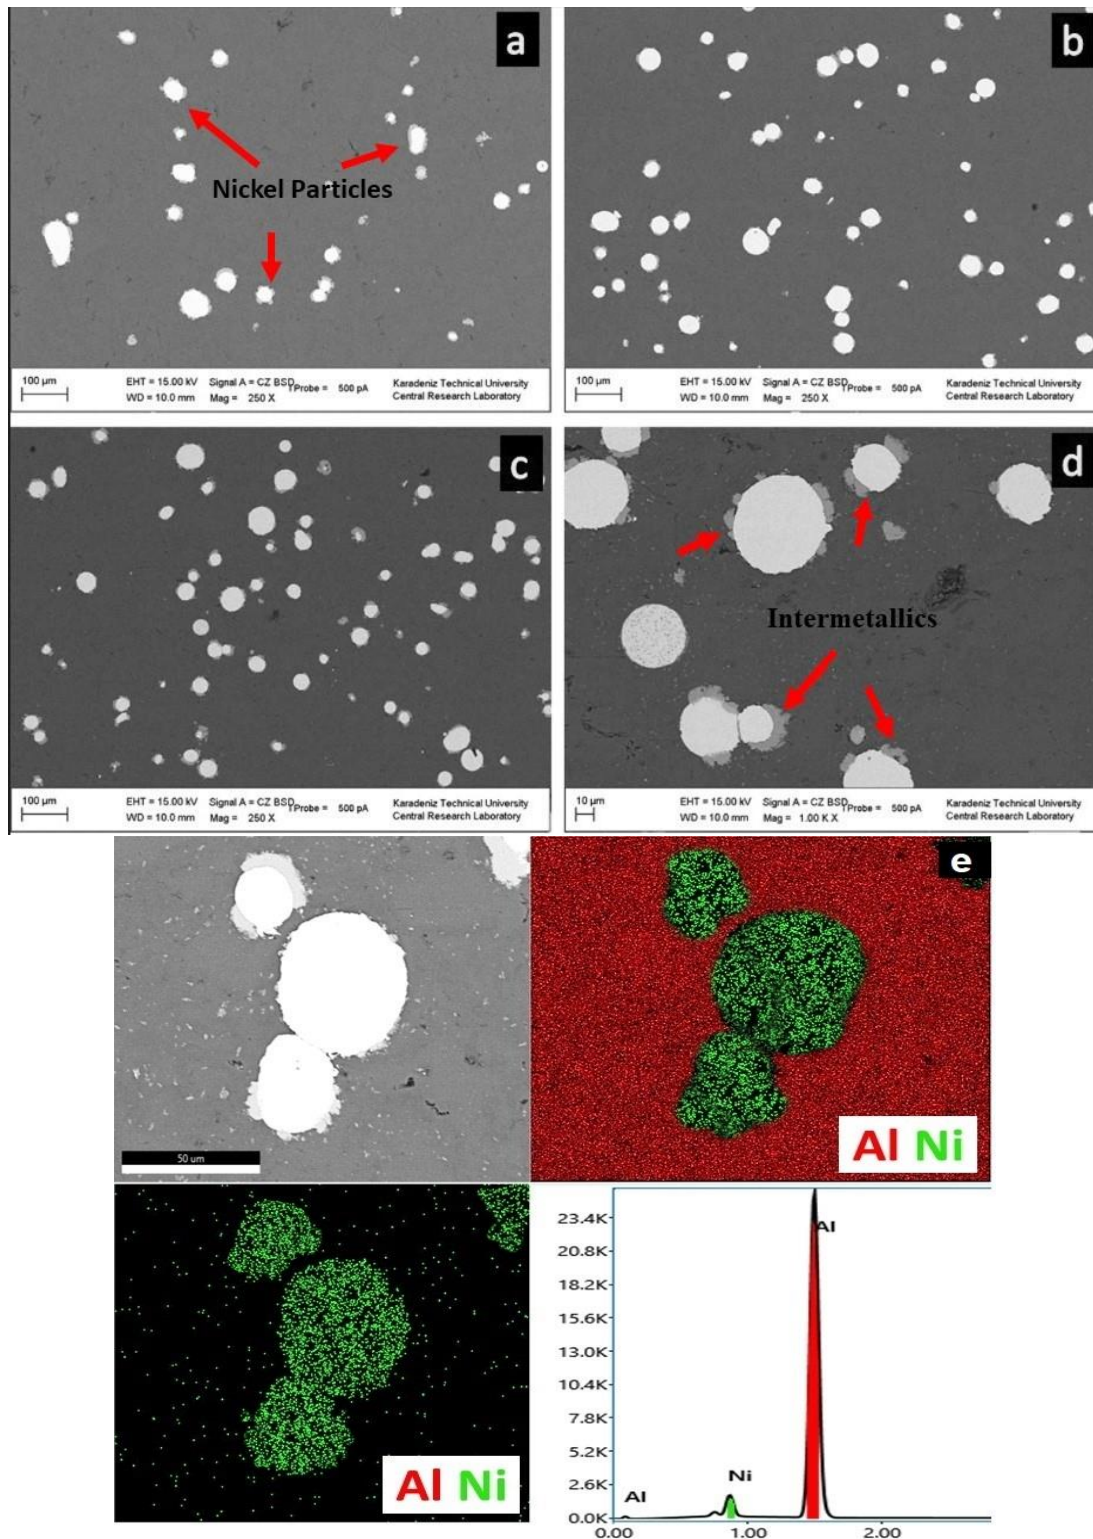 a
Nickel Particles
100 µm
EHT = 15.00 kV Signal A = CZ BSD I Probe = 500 pA Karadeniz Technical University
WD = 10.0 mm Mag = 250 X Central Research Laboratory
b
100 µm
EHT = 15.00 kV Signal A = CZ BSD I Probe = 500 pA Karadeniz Technical University
WD = 10.0 mm Mag = 250 X Central Research Laboratory
c
100 µm
EHT = 15.00 kV Signal A = CZ BSD I Probe = 500 pA Karadeniz Technical University
WD = 10.0 mm Mag = 250 X Central Research Laboratory
d
Intermetallics
10 µm
EHT = 15.00 kV Signal A = CZ BSD I Probe = 500 pA Karadeniz Technical University
WD = 10.0 mm Mag = 1.00 K X Central Research Laboratory
50 um
e
Al Ni
Al Ni
23.4K
20.8K
18.2K
15.6K
13.0K
10.4K
7.8K
5.2K
2.6K
0.0K
Al
Ni
Al
0.00 1.00 2.00